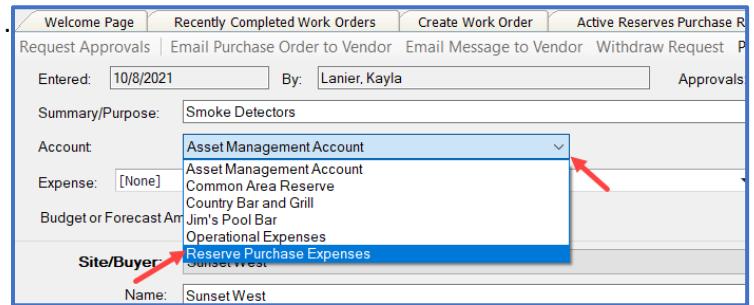 Welcome Page Recently Completed Work Orders Create Work Order Active Reserves Purchase R
Request Approvals Email Purchase Order to Vendor Email Message to Vendor Withdraw Request P
Entered: 10/8/2021 By: Lanier, Kayla Approvals
Summary/Purpose: Smoke Detectors
Account: Asset Management Account
Asset Management Account
Expense: [None] Common Area Reserve
Country Bar and Grill
Budget or Forecast Am Jim's Pool Bar
Operational Expenses
Site/Buyer: Reserve Purchase Expenses
Name: Sunset West